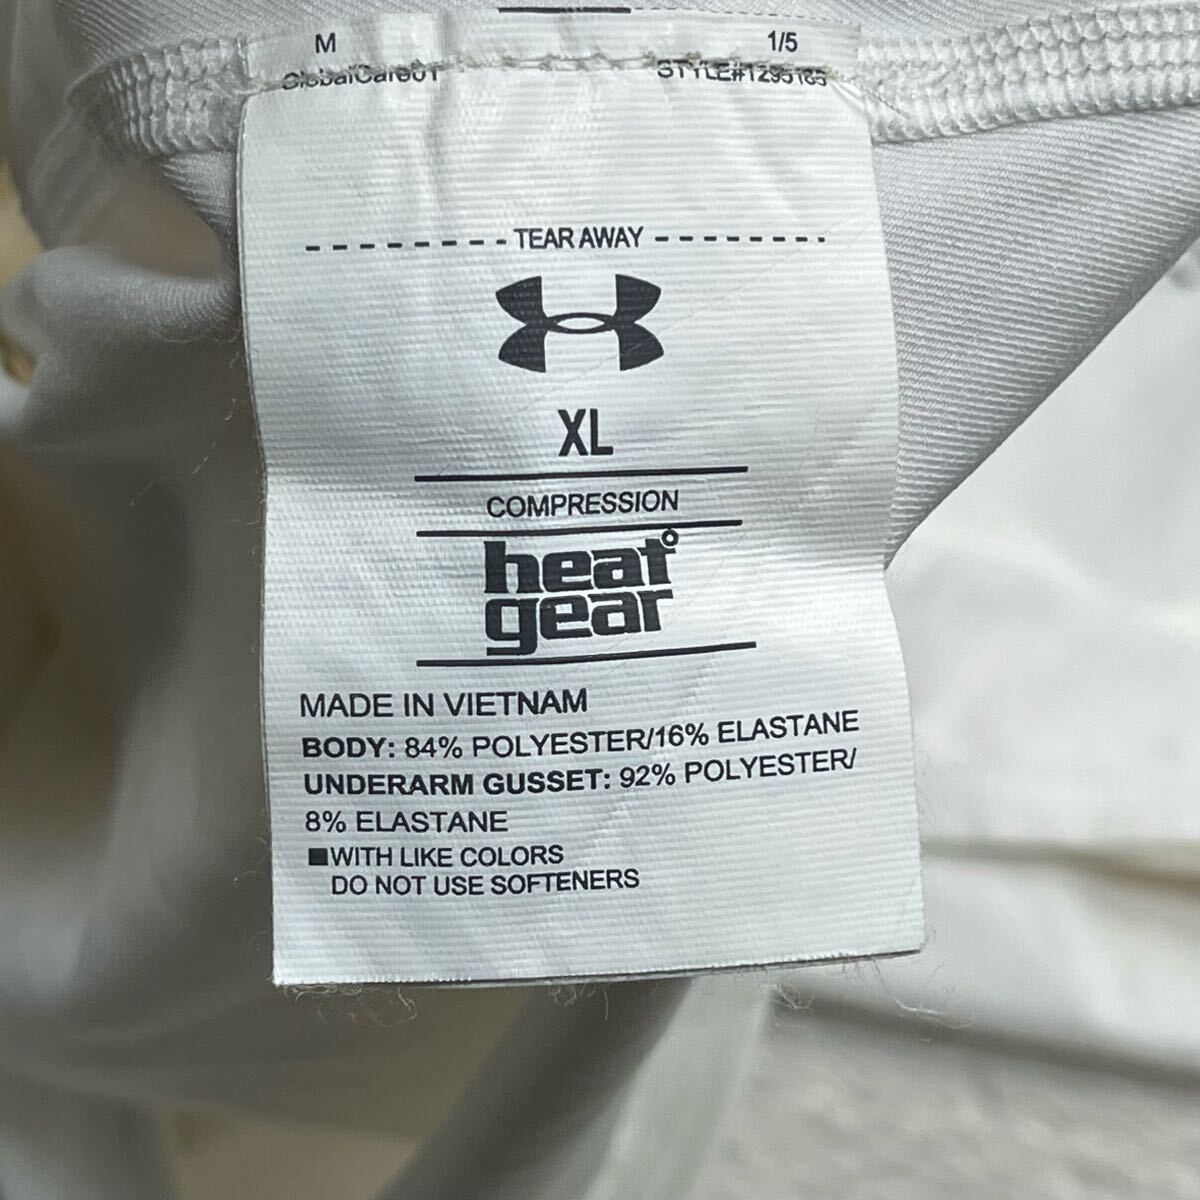 M 1/5
GlobalCare01 STYLE#1295185
TEAR AWAY
XL
COMPRESSION
heat
gear
MADE IN VIETNAM
BODY: 84% POLYESTER/16% ELASTANE
UNDERARM GUSSET: 92% POLYESTER/
8% ELASTANE
■WITH LIKE COLORS
DO NOT USE SOFTENERS